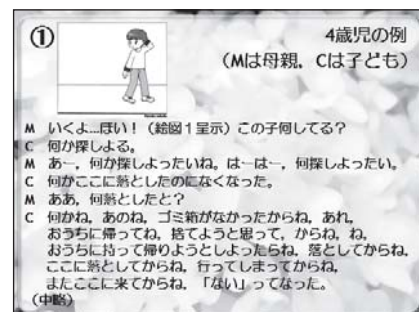 ①
4歳児の例
（Mは母親，Cは子ども）
M いくよ…ほい！（絵図1呈示）この子何してる？
C 何か探しよる。
M あー，何か探しよったいね。はーはー，何探しよったい。
C 何かここに落としたのになくなった。
M ああ，何落としたと？
C 何かね，あのね，ゴミ箱がなかったからね，あれ，
おうちに帰ってね，捨てようと思って，からね，ね，
おうちに持って帰りようとしよったらね，落としてからね，
ここに落としてからね，行ってしまってからね，
またここに来てからね，「ない」ってなった。
（中略）